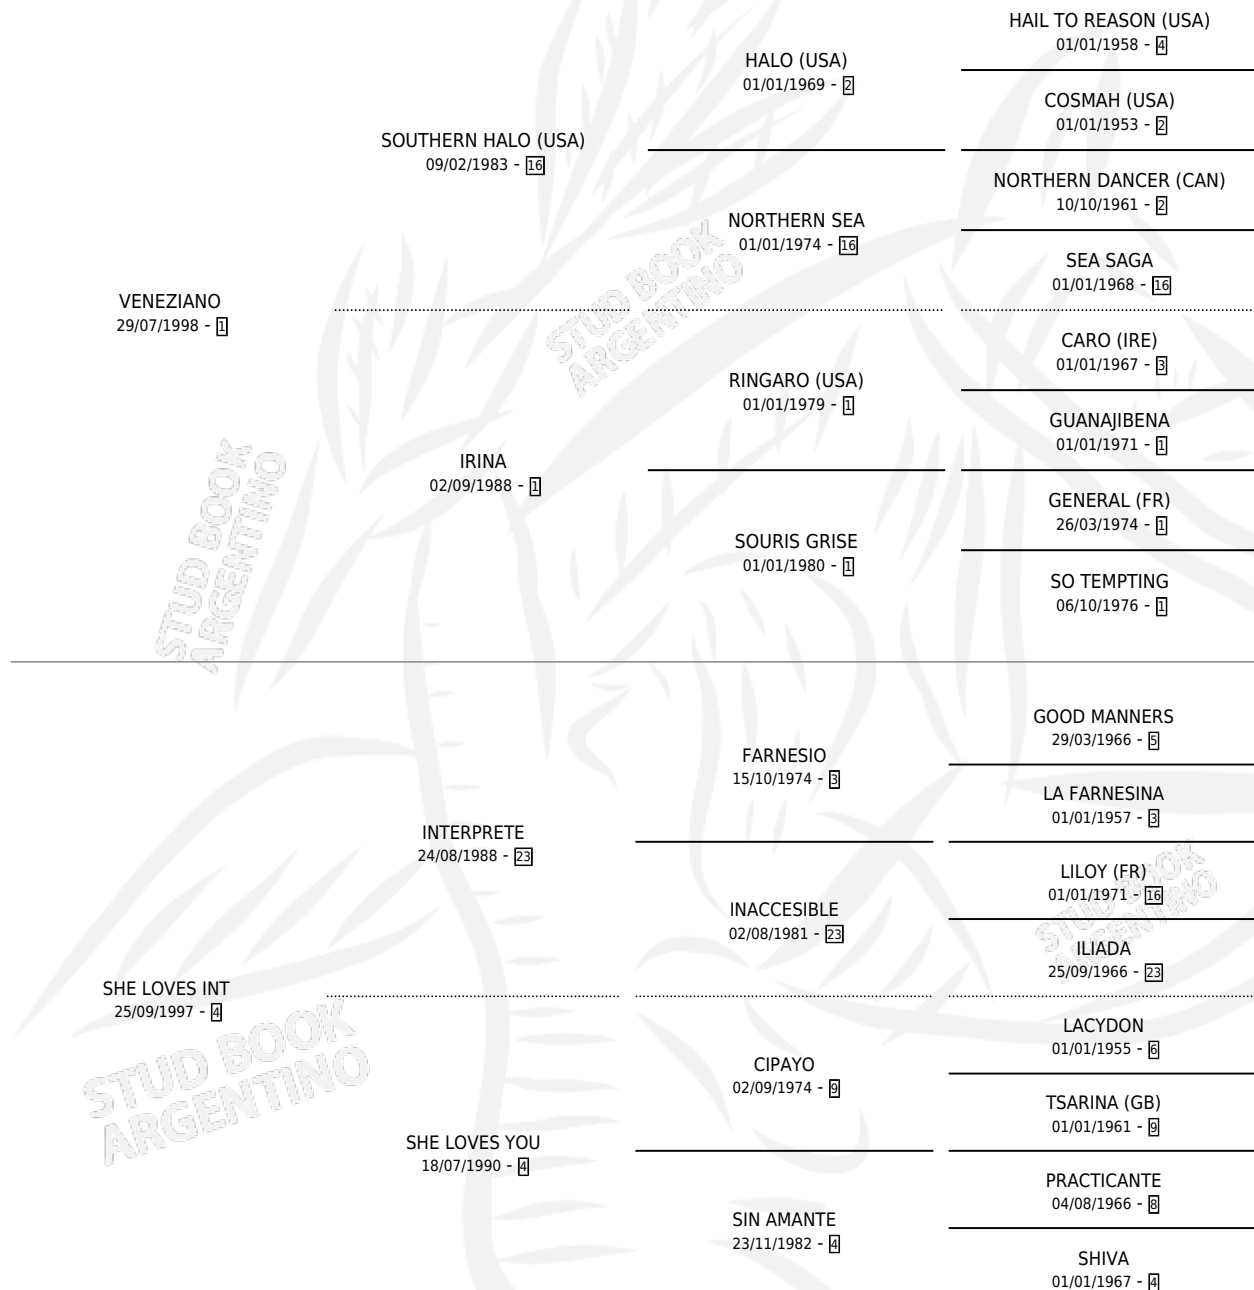 HAIL TO REASON (USA)
01/01/1958 - 4
HALO (USA)
01/01/1969 - 2
COSMAH (USA)
01/01/1953 - 2
SOUTHERN HALO (USA)
09/02/1983 - 16
NORTHERN DANCER (CAN)
10/10/1961 - 2
NORTHERN SEA
01/01/1974 - 16
SEA SAGA
01/01/1968 - 16
VENEZIANO
29/07/1998 - 1
CARO (IRE)
01/01/1967 - 3
RINGARO (USA)
01/01/1979 - 1
GUANAJIBENA
01/01/1971 - 1
IRINA
02/09/1988 - 1
GENERAL (FR)
26/03/1974 - 1
SOURIS GRISE
01/01/1980 - 1
SO TEMPTING
06/10/1976 - 1
GOOD MANNERS
29/03/1966 - 5
FARNESIO
15/10/1974 - 3
LA FARNESINA
01/01/1957 - 3
INTERPRETE
24/08/1988 - 23
LILOY (FR)
01/01/1971 - 16
INACCESIBLE
02/08/1981 - 23
ILIADA
25/09/1966 - 23
SHE LOVES INT
25/09/1997 - 4
LACYDON
01/01/1955 - 6
CIPAYO
02/09/1974 - 9
TSARINA (GB)
01/01/1961 - 9
SHE LOVES YOU
18/07/1990 - 4
PRACTICANTE
04/08/1966 - 8
SIN AMANTE
23/11/1982 - 4
SHIVA
01/01/1967 - 4
STUD BOOK
ARGENTINO
STUD BOOK
ARGENTINO
STUD BOOK
ARGENTINO
STUD BOOK
ARGENTINO